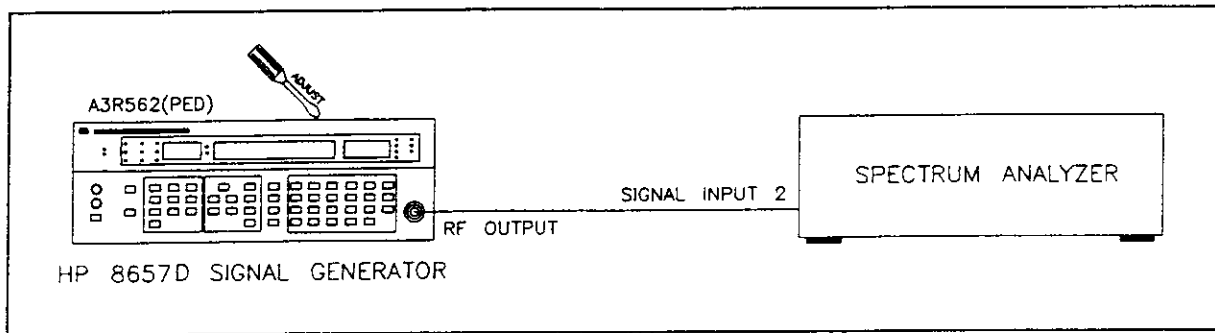 ADJUST
A3R562(PED)
SPECTRUM ANALYZER
SIGNAL INPUT 2
RF OUTPUT
HP 8657D SIGNAL GENERATOR